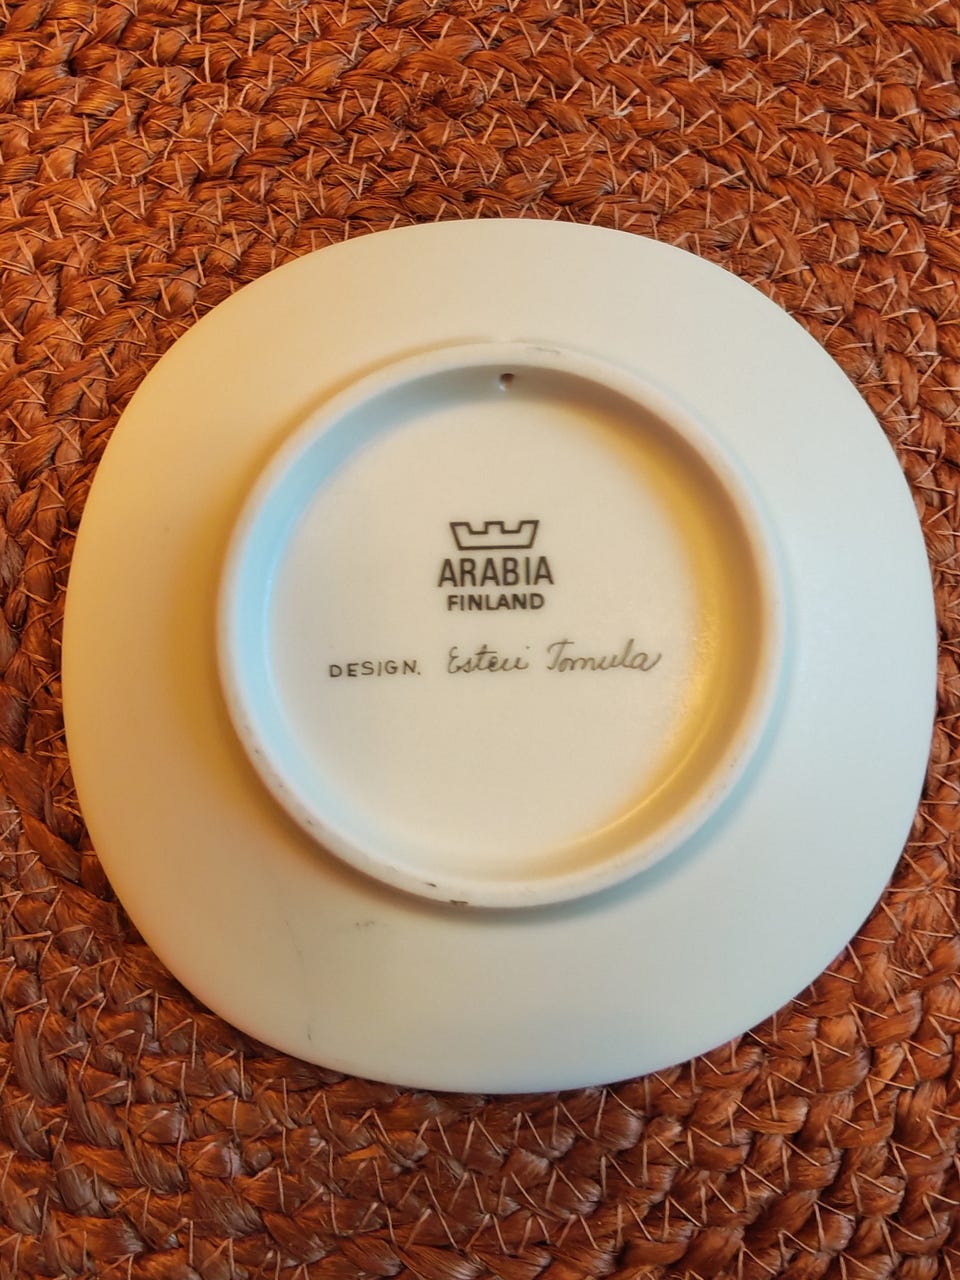 ARABIA
FINLAND
DESIGN. Esteri Tomula